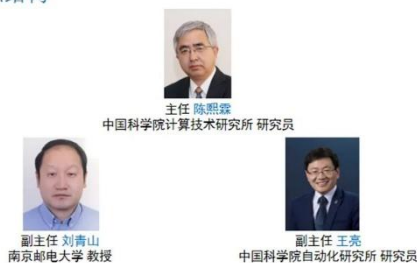 主任 陈熙霖
中国科学院计算技术研究所 研究员
副主任 刘青山
南京邮电大学 教授
副主任 王亮
中国科学院自动化研究所 研究员